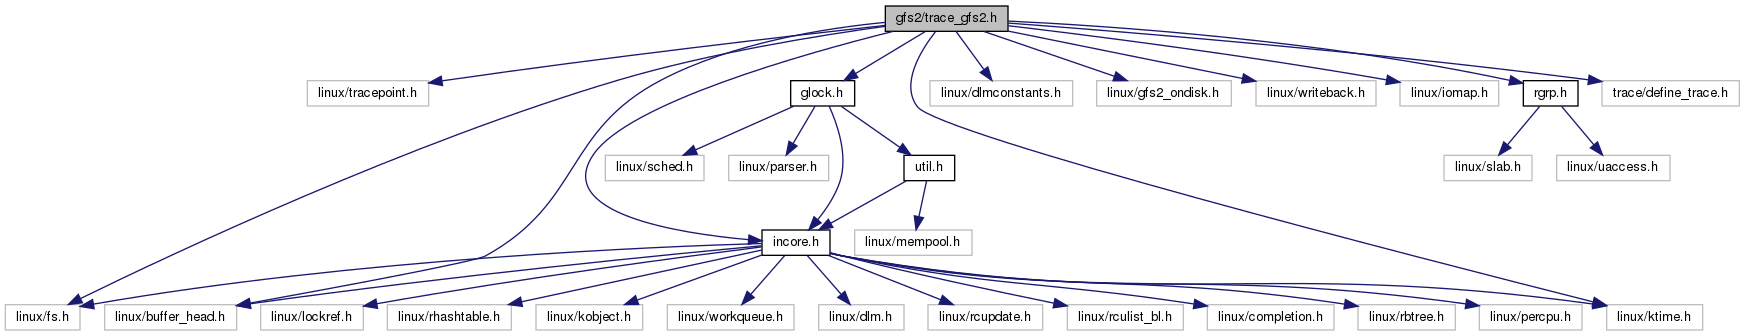 gfs2/trace_gfs2.h
linux/tracepoint.h
glock.h
linux/dlmconstants.h
linux/gfs2_ondisk.h
linux/writeback.h
linux/iomap.h
rgrp.h
trace/define_trace.h
linux/sched.h
linux/parser.h
util.h
linux/slab.h
linux/uaccess.h
incore.h
linux/mempool.h
linux/fs.h
linux/buffer_head.h
linux/lockref.h
linux/rhashtable.h
linux/kobject.h
linux/workqueue.h
linux/dlm.h
linux/rcupdate.h
linux/rculist_bl.h
linux/completion.h
linux/rbtree.h
linux/percpu.h
linux/ktime.h